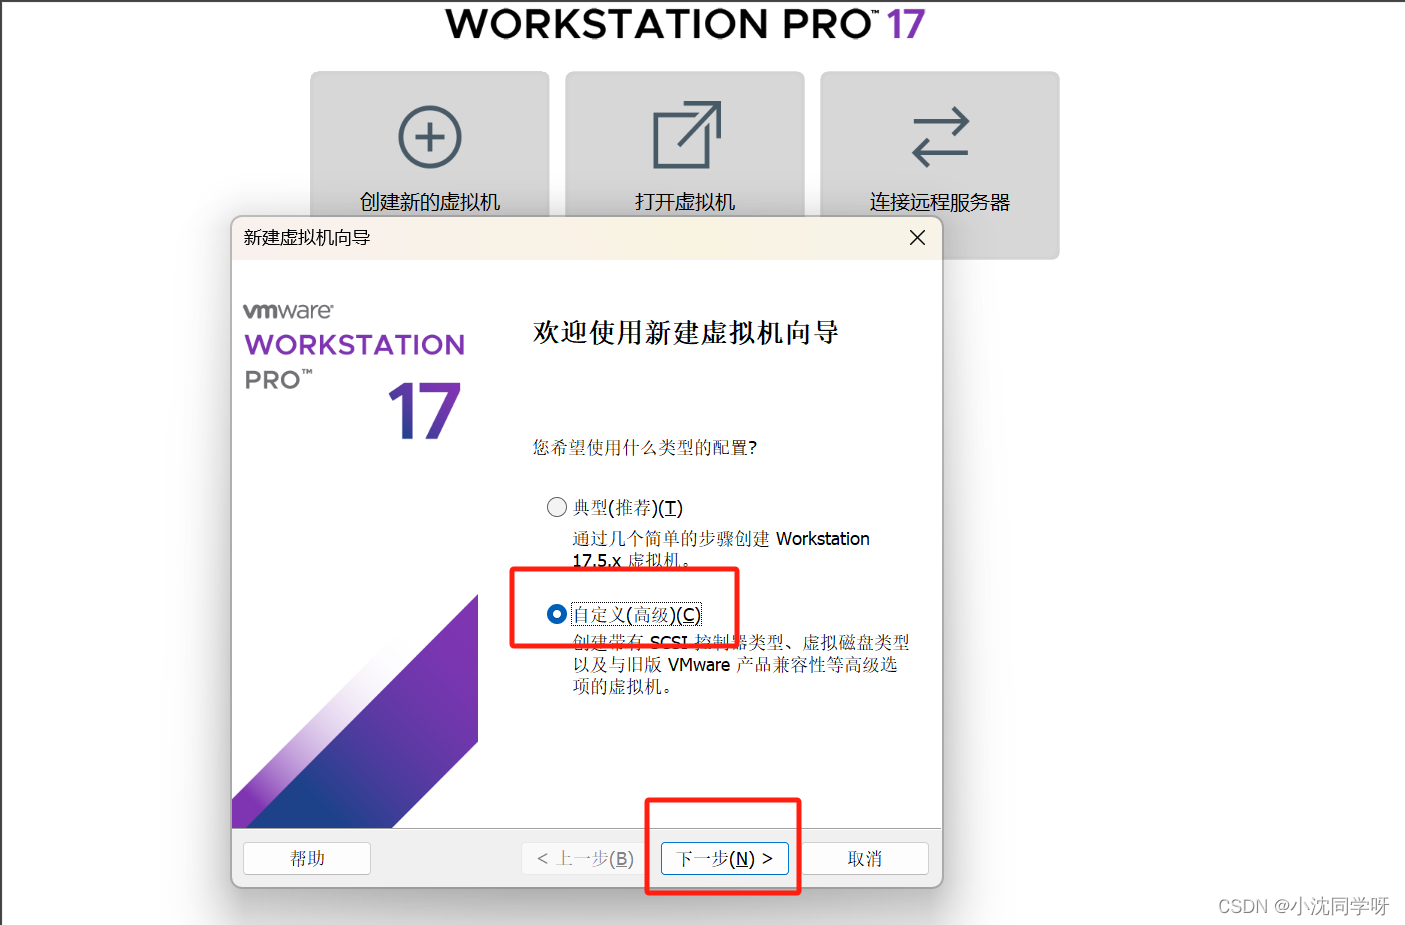 WORKSTATION PRO™ 17
创建新的虚拟机
打开虚拟机
连接远程服务器
新建虚拟机向导
vmware®
WORKSTATION
PRO™
17
欢迎使用新建虚拟机向导
您希望使用什么类型的配置?
典型(推荐)(T)
通过几个简单的步骤创建 Workstation
17.5.x 虚拟机。
自定义(高级)(C)
创建带有 SCSI 控制器类型、虚拟磁盘类型
以及与旧版 VMware 产品兼容性等高级选
项的虚拟机。
帮助
< 上一步(B)
下一步(N) >
取消
CSDN @小沈同学呀